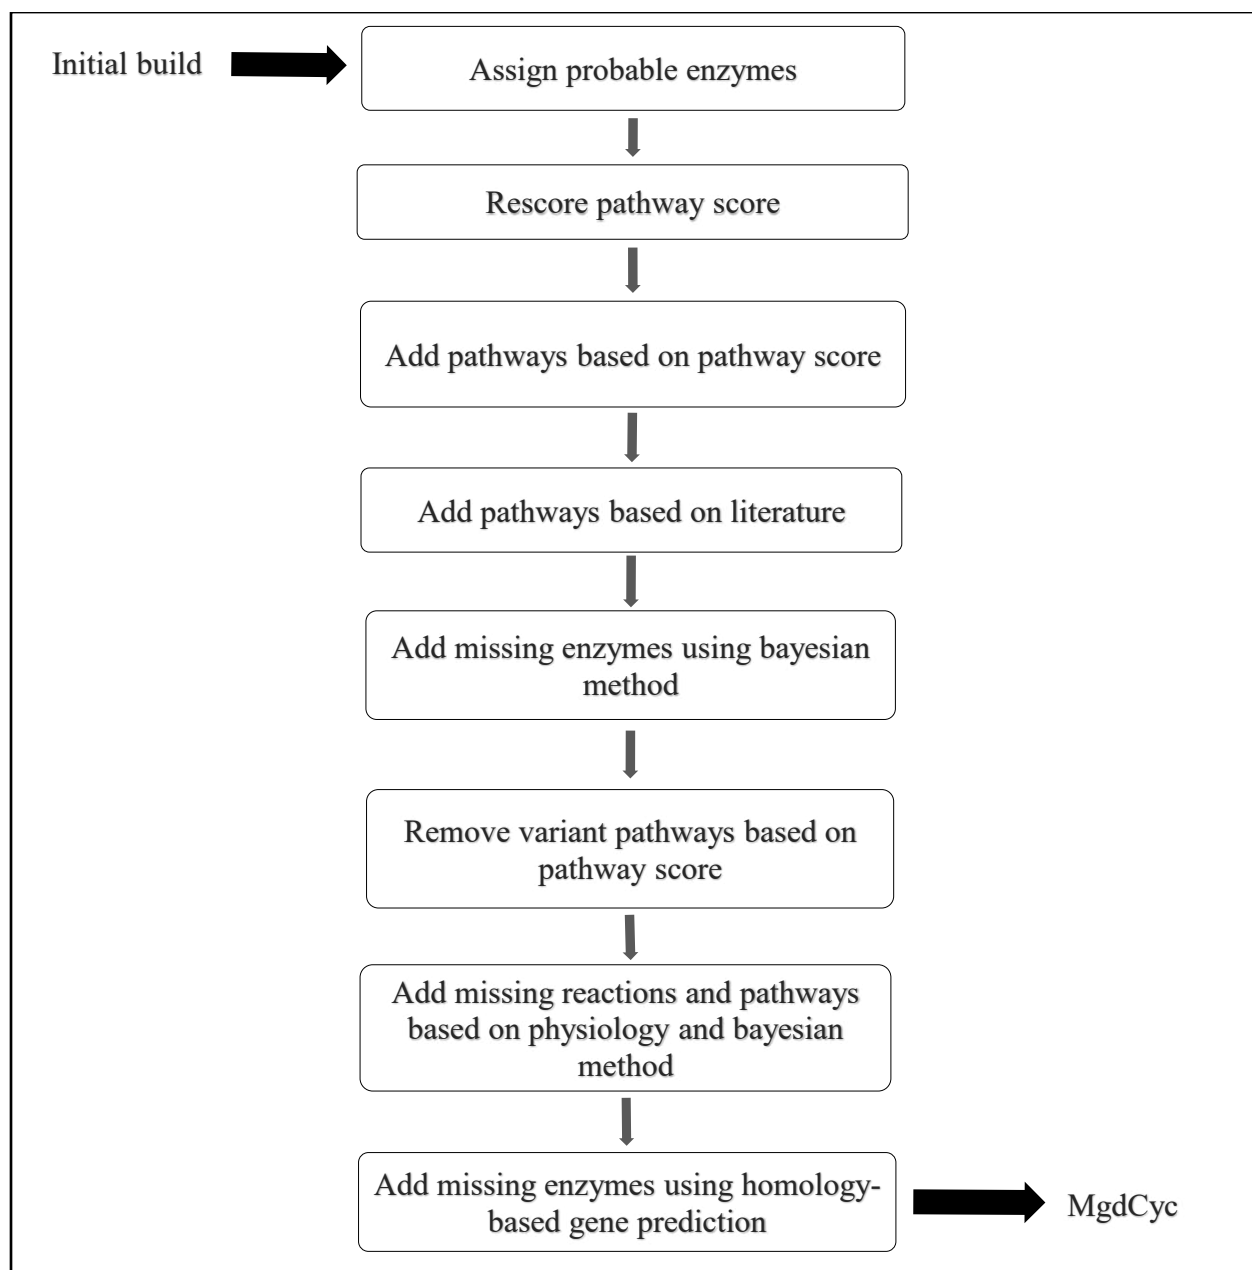 Initial build
Assign probable enzymes
Rescore pathway score
Add pathways based on pathway score
Add pathways based on literature
Add missing enzymes using bayesian
method
Remove variant pathways based on
pathway score
Add missing reactions and pathways
based on physiology and bayesian
method
Add missing enzymes using homology-
based gene prediction
MgdCyc